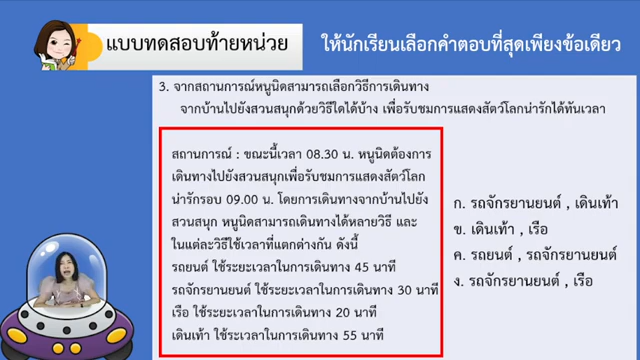 แบบทดสอบท้ายหน่วย
ให้นักเรียนเลือกคำตอบที่สุดเพียงข้อเดียว
3. จากสถานการณ์หนูนิดสามารถเลือกวิธีการเดินทาง
จากบ้านไปยังสวนสนุกด้วยวิธีใดได้บ้าง เพื่อรับชมการแสดงสัตว์โลกน่ารักได้ทันเวลา
สถานการณ์ : ขณะนี้เวลา 08.30 น. หนูนิดต้องการ
เดินทางไปยังสวนสนุกเพื่อรับชมการแสดงสัตว์โลก
น่ารักรอบ 09.00 น. โดยการเดินทางจากบ้านไปยัง
สวนสนุก หนูนิดสามารถเดินทางได้หลายวิธี และ
ในแต่ละวิธีใช้เวลาที่แตกต่างกัน ดังนี้
รถยนต์ ใช้ระยะเวลาในการเดินทาง 45 นาที
รถจักรยานยนต์ ใช้ระยะเวลาในการเดินทาง 30 นาที
เรือ ใช้ระยะเวลาในการเดินทาง 20 นาที
เดินเท้า ใช้ระเวลาในการเดินทาง 55 นาที
ก. รถจักรยานยนต์ , เดินเท้า
ข. เดินเท้า , เรือ
ค. รถยนต์ , รถจักรยานยนต์
ง. รถจักรยานยนต์ , เรือ